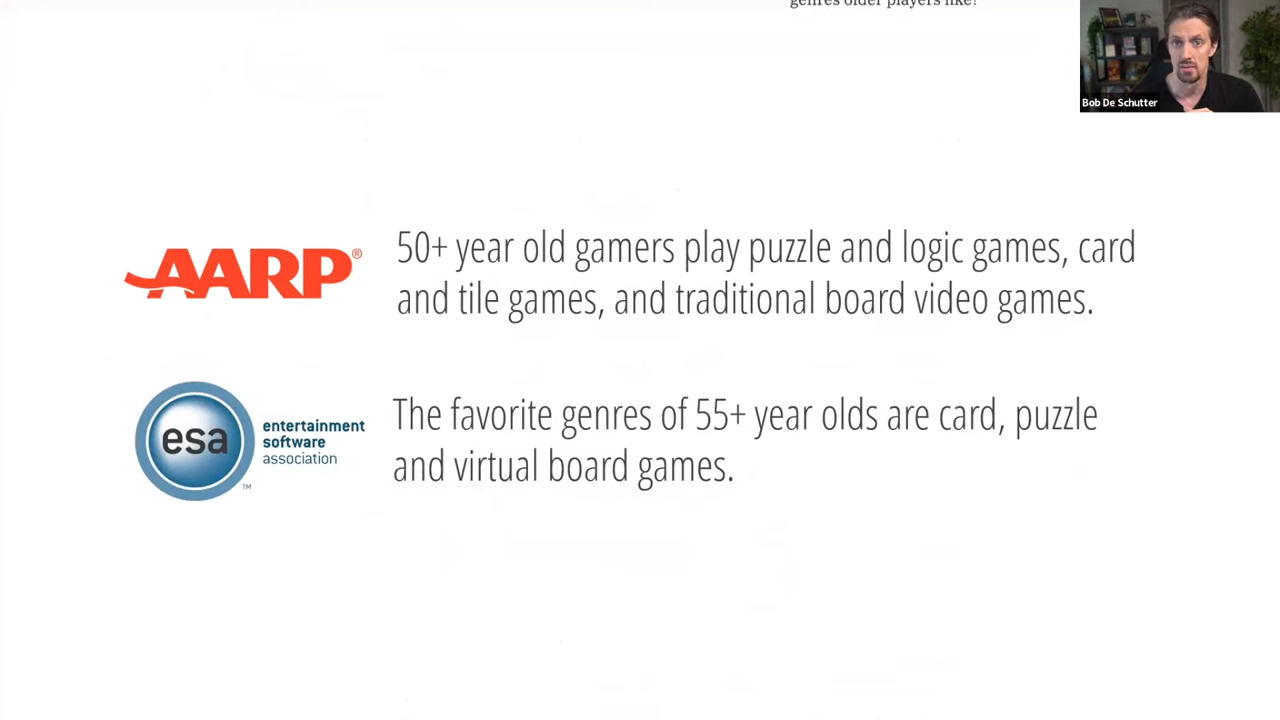 genres older players like?
Bob De Schutter
AARP®
50+ year old gamers play puzzle and logic games, card
and tile games, and traditional board video games.
esa
™
entertainment
software
association
The favorite genres of 55+ year olds are card, puzzle
and virtual board games.